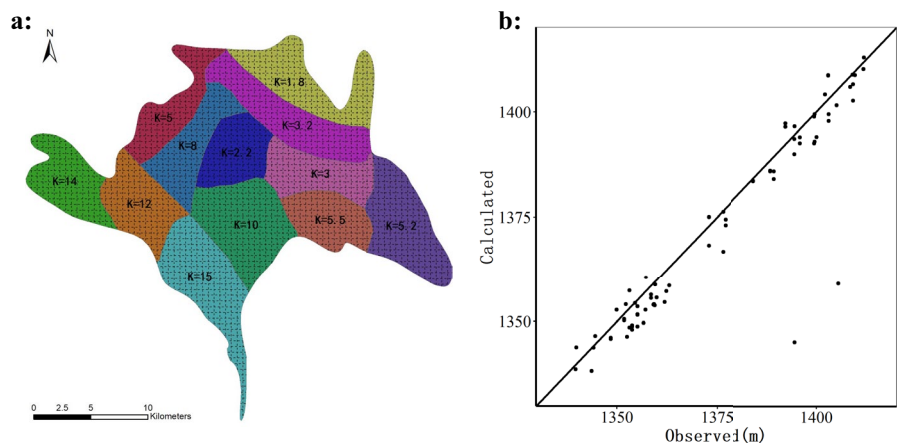 a:
N
K=1,8
K=5
K=3.2
K=8
K=2.2
K=3
K=14
K=12
K=10
K=5.5
K=5.2
K=15
0 2.5 5 10
Kilometers
b:
1400
1375
1350
Calculated
1350 1375 1400
Observed(m)